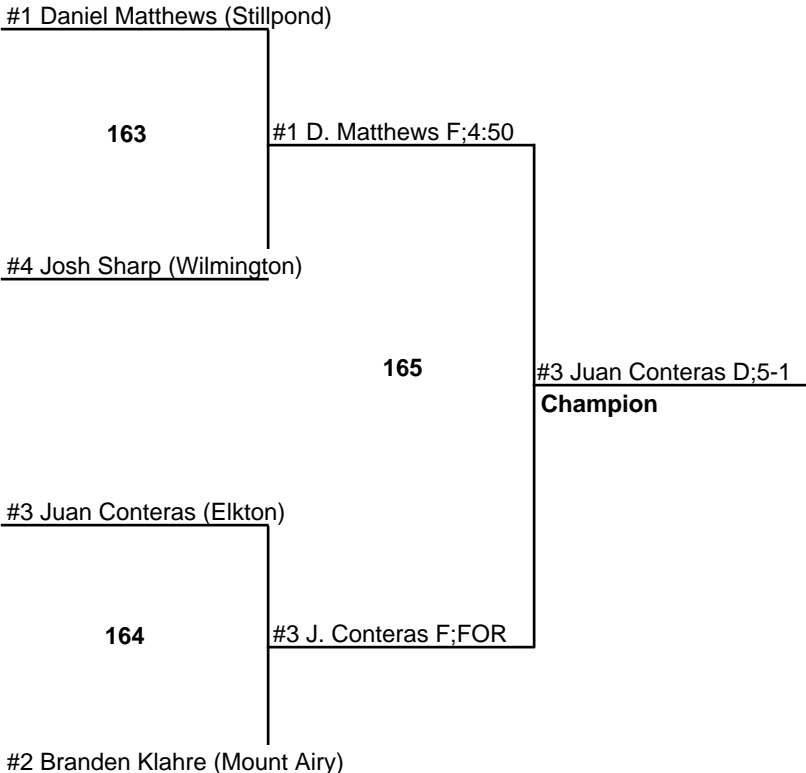 #1 Daniel Matthews (Stillpond)
163
#1 D. Matthews F;4:50
#4 Josh Sharp (Wilmington)
165
#3 Juan Conteras D;5-1
Champion
#3 Juan Conteras (Elkton)
164
#3 J. Conteras F;FOR
#2 Branden Klahre (Mount Airy)